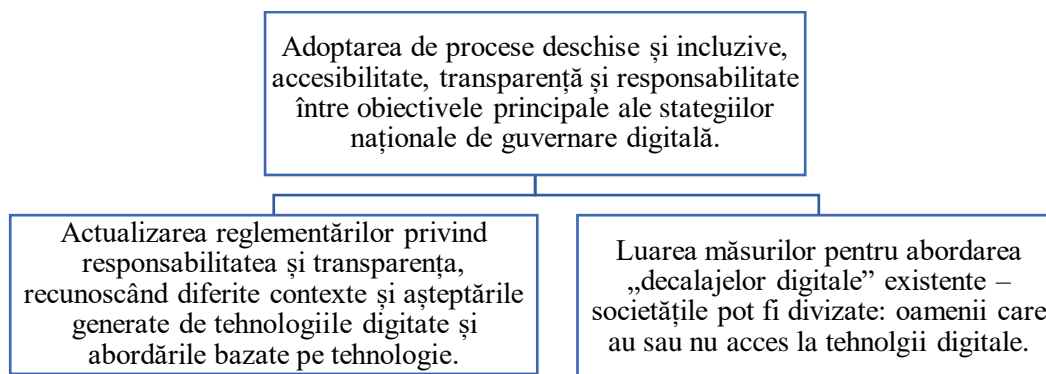 Adoptarea de procese deschise și incluzive,
accesibilitate, transparență și responsabilitate
între obiectivele principale ale stategiilor
naționale de guvernare digitală.
Actualizarea reglementărilor privind
responsabilitatea și transparența,
recunoscând diferite contexte și așteptările
generate de tehnologiile digitate și
abordările bazate pe tehnologie.
Luarea măsurilor pentru abordarea
„decalajelor digitale” existente –
societățile pot fi divizate: oamenii care
au sau nu acces la tehnolgii digitale.